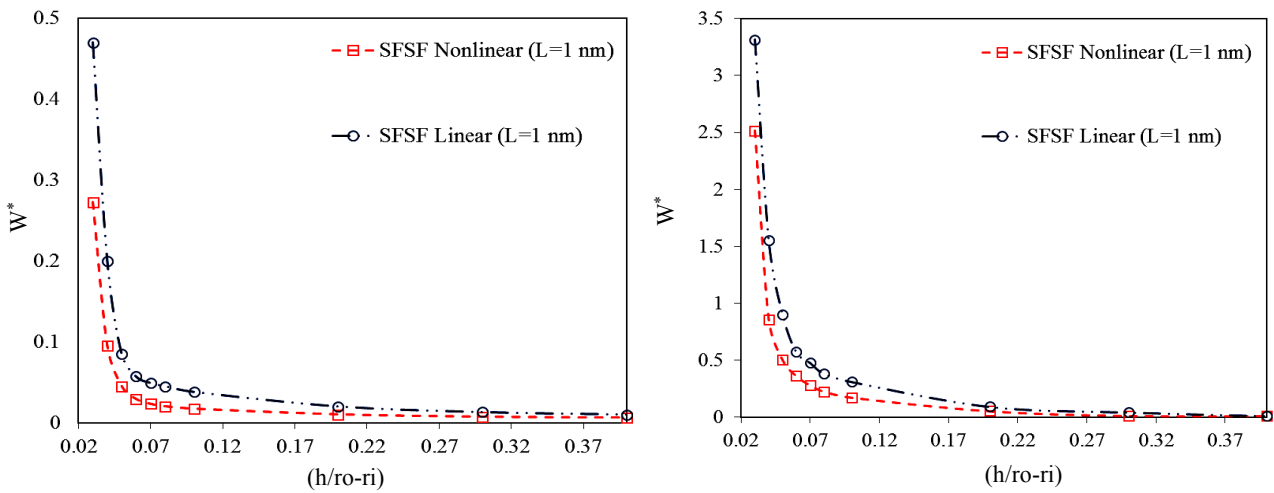 0.5
0.4
0.3
0.2
0.1
0
W*
SFSF Nonlinear (L=1 nm)
SFSF Linear (L=1 nm)
0.02 0.07 0.12 0.17 0.22 0.27 0.32 0.37
(h/ro-ri)
3.5
3
2.5
2
1.5
1
0.5
0
W*
SFSF Nonlinear (L=1 nm)
SFSF Linear (L=1 nm)
0.02 0.07 0.12 0.17 0.22 0.27 0.32 0.37
(h/ro-ri)